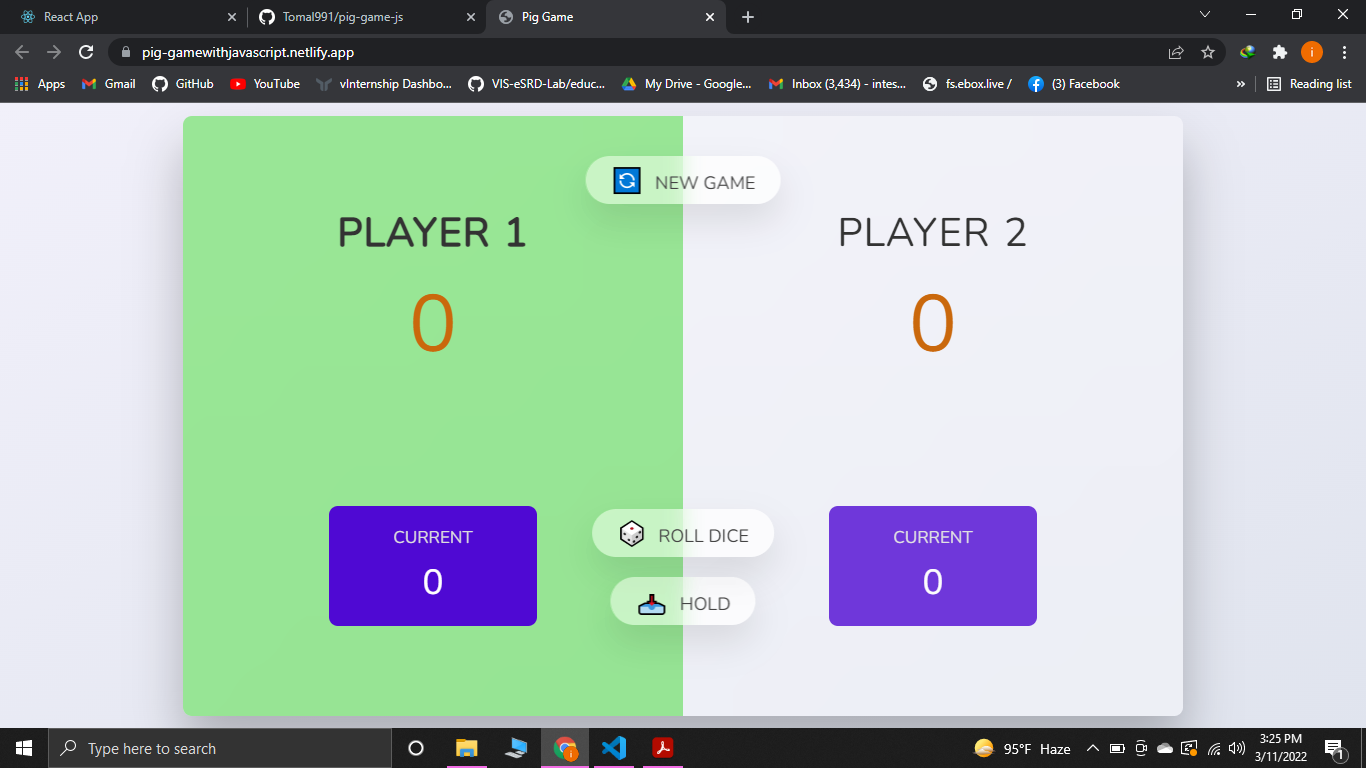 React App
Tomal991/pig-game-js
Pig Game
pig-gamewithjavascript.netlify.app
Apps
Gmail
GitHub
YouTube
vInternship Dashbo...
VIS-eSRD-Lab/educ...
My Drive - Google...
Inbox (3,434) - intes...
fs.ebox.live /
(3) Facebook
»
Reading list
NEW GAME
PLAYER 1
PLAYER 2
0
0
CURRENT
0
ROLL DICE
HOLD
CURRENT
0
Type here to search
95°F Haze
3:25 PM
3/11/2022
1